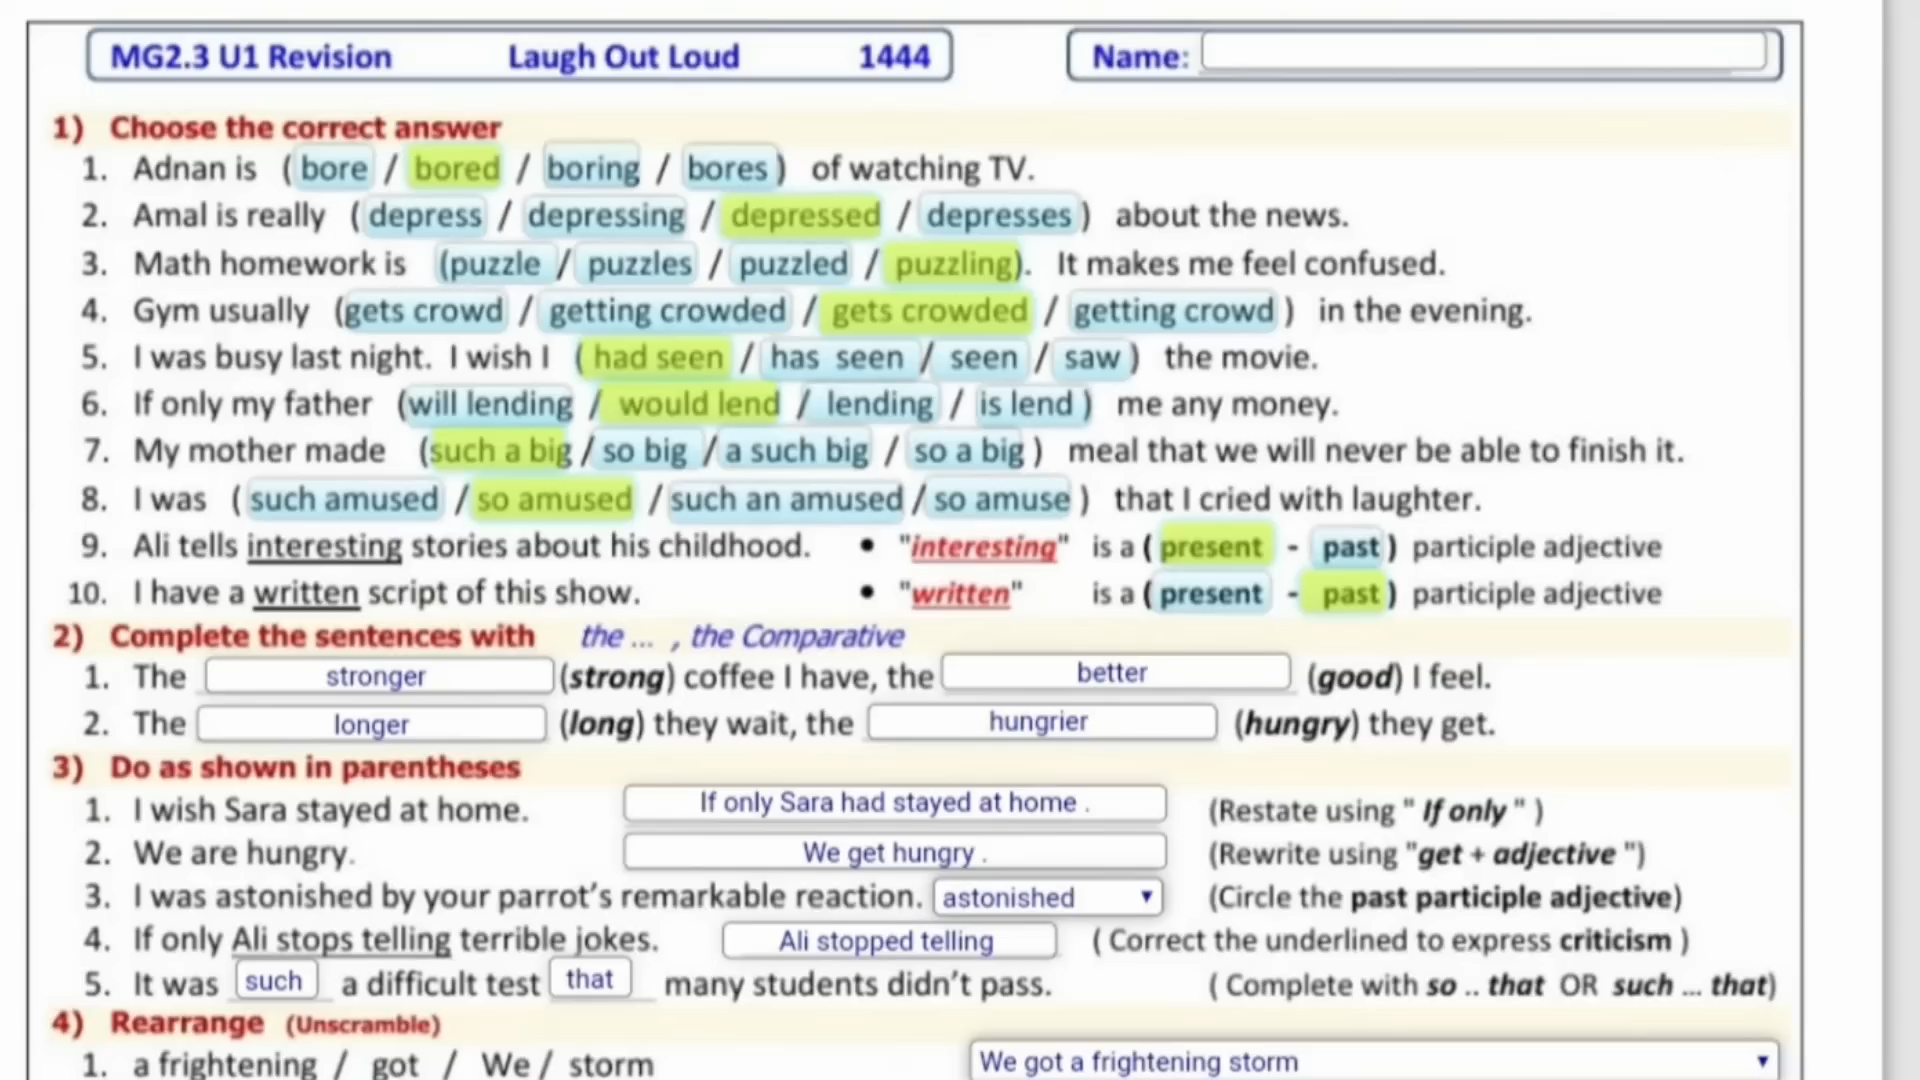 MG2.3 U1 Revision Laugh Out Loud 1444 Name:
1) Choose the correct answer
1. Adnan is ( bore / bored / boring / bores ) of watching TV.
2. Amal is really ( depress / depressing / depressed / depresses ) about the news.
3. Math homework is (puzzle / puzzles / puzzled / puzzling). It makes me feel confused.
4. Gym usually (gets crowd / getting crowded / gets crowded / getting crowd ) in the evening.
5. I was busy last night. I wish I ( had seen / has seen / seen / saw ) the movie.
6. If only my father (will lending / would lend / lending / is lend ) me any money.
7. My mother made (such a big / so big / a such big / so a big ) meal that we will never be able to finish it.
8. I was ( such amused / so amused / such an amused / so amuse ) that I cried with laughter.
9. Ali tells interesting stories about his childhood. • "interesting" is a ( present - past ) participle adjective
10. I have a written script of this show. • "written" is a ( present - past ) participle adjective
2) Complete the sentences with the ... , the Comparative
1. The stronger (strong) coffee I have, the better (good) I feel.
2. The longer (long) they wait, the hungrier (hungry) they get.
3) Do as shown in parentheses
1. I wish Sara stayed at home. If only Sara had stayed at home . (Restate using " If only " )
2. We are hungry. We get hungry . (Rewrite using "get + adjective ")
3. I was astonished by your parrot's remarkable reaction. astonished (Circle the past participle adjective)
4. If only Ali stops telling terrible jokes. Ali stopped telling ( Correct the underlined to express criticism )
5. It was such a difficult test that many students didn't pass. ( Complete with so .. that OR such ... that)
4) Rearrange (Unscramble)
1. a frightening / got / We / storm We got a frightening storm